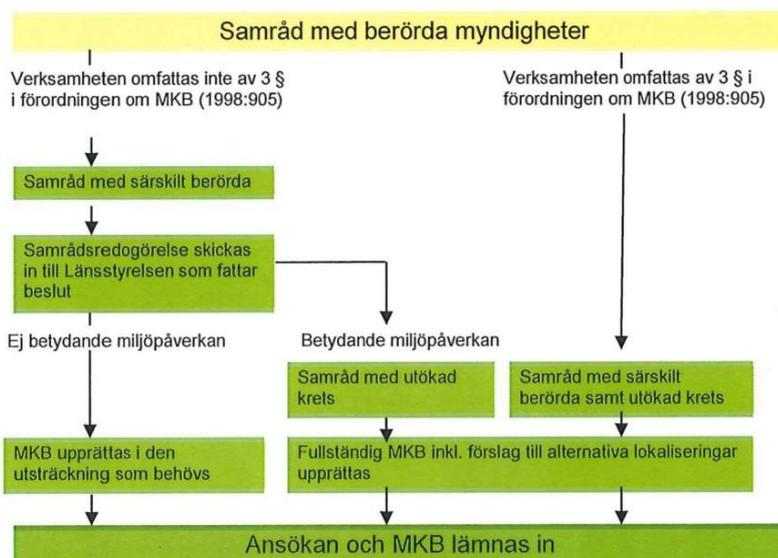 Samråd med berörda myndigheter
Verksamheten omfattas inte av 3 §
i förordningen om MKB (1998:905)
Verksamheten omfattas av 3 § i
förordningen om MKB (1998:905)
Samråd med särskilt berörda
Samrådsredogörelse skickas
in till Länsstyrelsen som fattar
beslut
Ej betydande miljöpåverkan
Betydande miljöpåverkan
Samråd med utökad
krets
Samråd med särskilt
berörda samt utökad krets
MKB upprättas i den
utsträckning som behövs
Fullständig MKB inkl. förslag till alternativa lokaliseringar
upprättas
Ansökan och MKB lämnas in